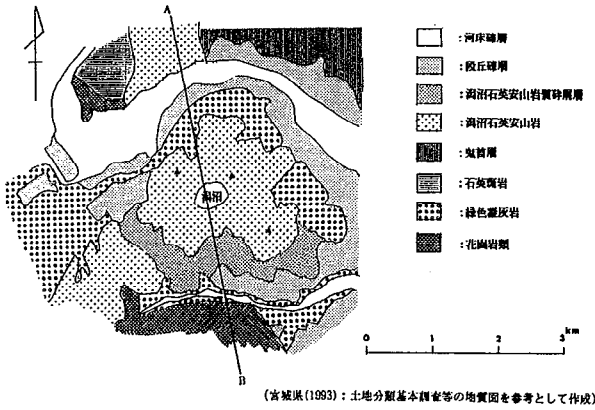 A
潟沼
B
:河床礫層
:段丘礫層
:潟沼石英安山岩質砕屑層
:潟沼石英安山岩
:鬼首層
:石英斑岩
:緑色凝灰岩
:花崗岩類
km
0 1 2 3
(宮城県(1993):土地分類基本調査等の地質図を参考として作成)